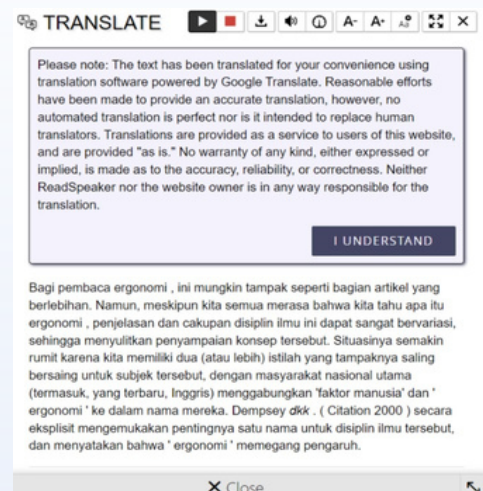 TRANSLATE
A- A+
Please note: The text has been translated for your convenience using
translation software powered by Google Translate. Reasonable efforts
have been made to provide an accurate translation, however, no
automated translation is perfect nor is it intended to replace human
translators. Translations are provided as a service to users of this website,
and are provided "as is." No warranty of any kind, either expressed or
implied, is made as to the accuracy, reliability, or correctness. Neither
ReadSpeaker nor the website owner is in any way responsible for the
translation.
I UNDERSTAND
Bagi pembaca ergonomi , ini mungkin tampak seperti bagian artikel yang
berlebihan. Namun, meskipun kita semua merasa bahwa kita tahu apa itu
ergonomi , penjelasan dan cakupan disiplin ilmu ini dapat sangat bervariasi,
sehingga menyulitkan penyampaian konsep tersebut. Situasinya semakin
rumit karena kita memiliki dua (atau lebih) istilah yang tampaknya saling
bersaing untuk subjek tersebut, dengan masyarakat nasional utama
(termasuk, yang terbaru, Inggris) menggabungkan 'faktor manusia' dan '
ergonomi ' ke dalam nama mereka. Dempsey dkk . ( Citation 2000 ) secara
eksplisit mengemukakan pentingnya satu nama untuk disiplin ilmu tersebut,
dan menyatakan bahwa ' ergonomi ' memegang pengaruh.
Close